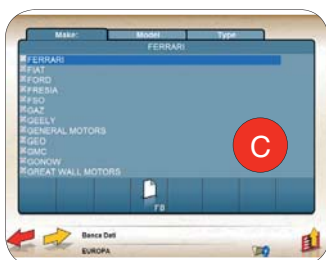 Make: Model Type
FERRARI
FERRARI
FIAT
FORD
FRESIA
FSO
GAZ
GEELY
GENERAL MOTORS
GEO
GMC
GONOW
GREAT WALL MOTORS
C
F8
Banca Dati
EUROPA